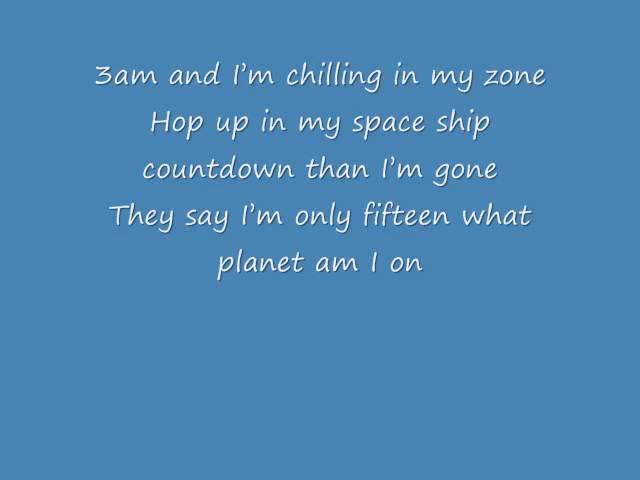 3am and I’m chilling in my zone
Hop up in my space ship
countdown than I’m gone
They say I’m only fifteen what
planet am I on